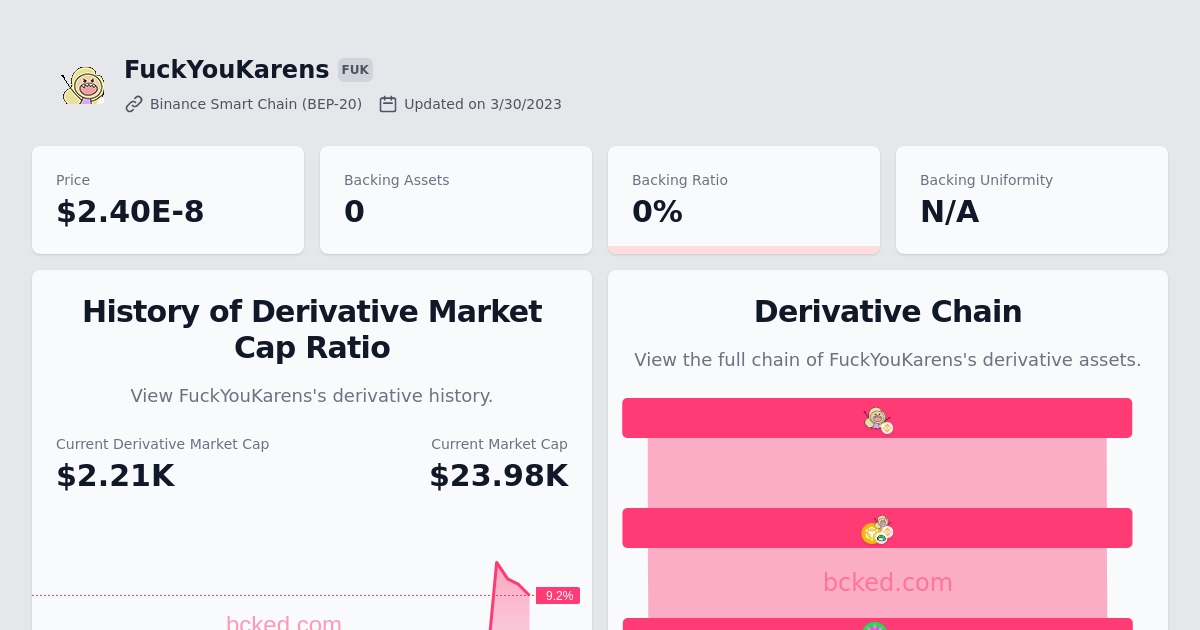 FuckYouKarens FUK
Binance Smart Chain (BEP-20) Updated on 3/30/2023
Price
$2.40E-8
Backing Assets
0
Backing Ratio
0%
Backing Uniformity
N/A
History of Derivative Market
Cap Ratio
View FuckYouKarens's derivative history.
Current Derivative Market Cap
$2.21K
Current Market Cap
$23.98K
9.2%
bcked.com
Derivative Chain
View the full chain of FuckYouKarens's derivative assets.
bcked.com